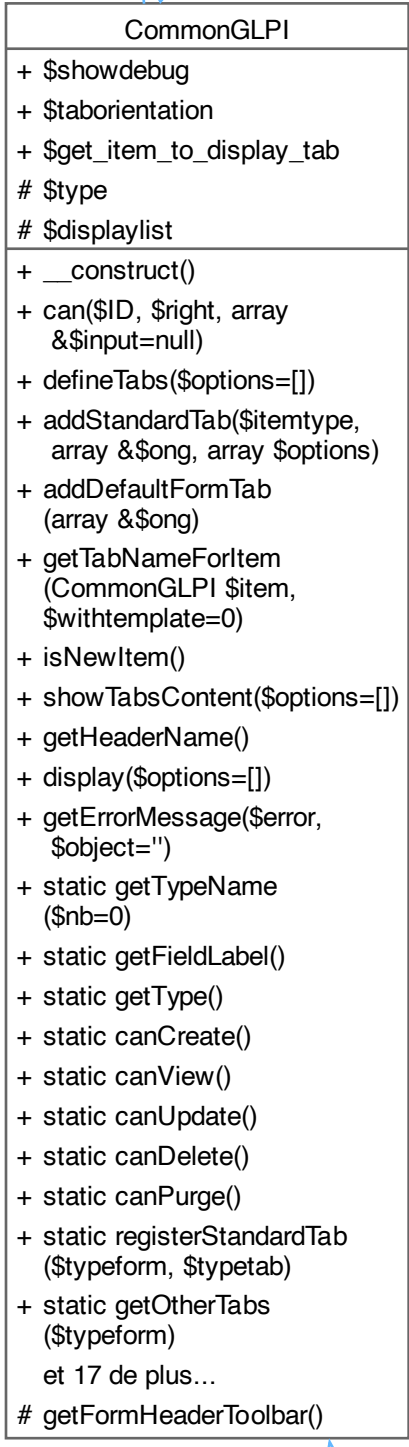 CommonGLPI
+ $showdebug
+ $taborientation
+ $get_item_to_display_tab
# $type
# $displaylist
+ __construct()
+ can($ID, $right, array
&$input=null)
+ defineTabs($options=[])
+ addStandardTab($itemtype,
array &$ong, array $options)
+ addDefaultFormTab
(array &$ong)
+ getTabNameForItem
(CommonGLPI $item,
$withtemplate=0)
+ isNewItem()
+ showTabsContent($options=[])
+ getHeaderName()
+ display($options=[])
+ getErrorMessage($error,
$object='')
+ static getTypeName
($nb=0)
+ static getFieldLabel()
+ static getType()
+ static canCreate()
+ static canView()
+ static canUpdate()
+ static canDelete()
+ static canPurge()
+ static registerStandardTab
($typeform, $typetab)
+ static getOtherTabs
($typeform)
et 17 de plus...
# getFormHeaderToolbar()